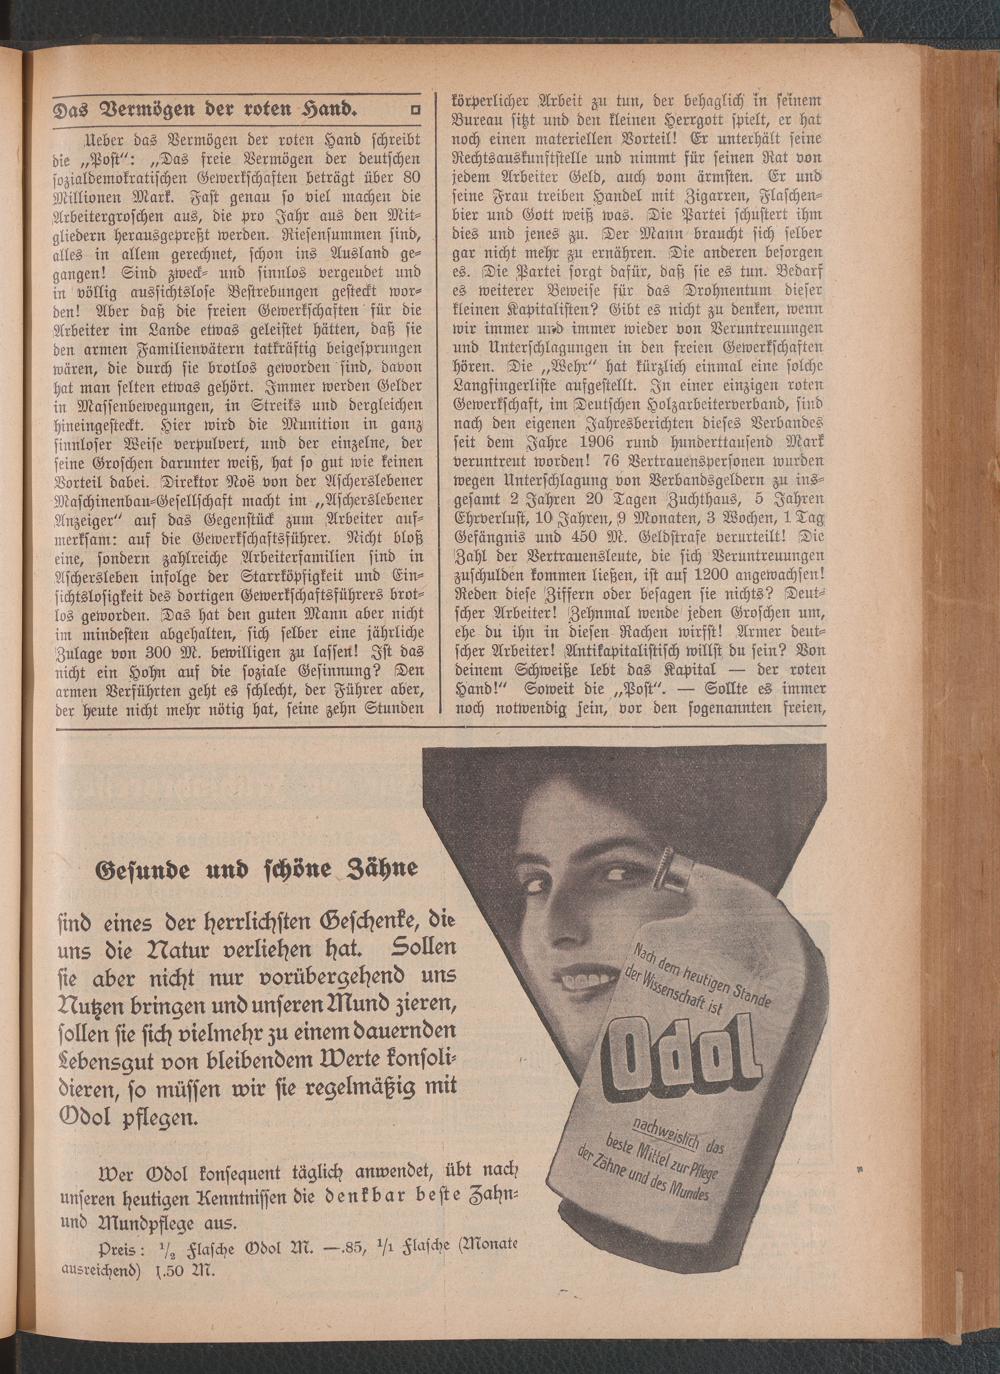 Das Vermögen der roten Hand.
Ueber das Vermögen der roten Hand schreibt
die „Post“: „Das freie Vermögen der deutschen
sozialdemokratischen Gewerkschaften beträgt über 80
Millionen Mark. Fast genau so viel machen die
Arbeitergroschen aus, die pro Jahr aus den Mit-
gliedern herausgepreßt werden. Riesensummen sind,
alles in allem gerechnet, schon ins Ausland ge-
gangen! Sind zweck- und sinnlos vergeudet und
in völlig aussichtslose Bestrebungen gesteckt wor-
den! Aber daß die freien Gewerkschaften für die
Arbeiter im Lande etwas geleistet hätten, daß sie
den armen Familienvätern tatkräftig beigesprungen
wären, die durch sie brotlos geworden sind, davon
hat man selten etwas gehört. Immer werden Gelder
in Massenbewegungen, in Streiks und dergleichen
hineingesteckt. Hier wird die Munition in ganz
sinnloser Weise verpulvert, und der einzelne, der
seine Groschen darunter weiß, hat so gut wie keinen
Vorteil dabei. Direktor Noë von der Ascherslebener
Maschinenbau-Gesellschaft macht im „Ascherslebener
Anzeiger“ auf das Gegenstück zum Arbeiter auf-
merksam: auf die Gewerkschaftsführer. Nicht bloß
eine, sondern zahlreiche Arbeiterfamilien sind in
Aschersleben infolge der Starrköpfigkeit und Ein-
sichtslosigkeit des dortigen Gewerkschaftsführers brot-
los geworden. Das hat den guten Mann aber nicht
im mindesten abgehalten, sich selber eine jährliche
Zulage von 300 M. bewilligen zu lassen! Ist das
nicht ein Hohn auf die soziale Gesinnung? Den
armen Verführten geht es schlecht, der Führer aber,
der heute nicht mehr nötig hat, seine zehn Stunden
körperlicher Arbeit zu tun, der behaglich in seinem
Bureau sitzt und den kleinen Herrgott spielt, er hat
noch einen materiellen Vorteil! Er unterhält seine
Rechtsauskunftstelle und nimmt für seinen Rat von
jedem Arbeiter Geld, auch vom ärmsten. Er und
seine Frau treiben Handel mit Zigarren, Flaschen-
bier und Gott weiß was. Die Partei schustert ihm
dies und jenes zu. Der Mann braucht sich selber
gar nicht mehr zu ernähren. Die anderen besorgen
es. Die Partei sorgt dafür, daß sie es tun. Bedarf
es weiterer Beweise für das Drohnentum dieser
kleinen Kapitalisten? Gibt es nicht zu denken, wenn
wir immer und immer wieder von Veruntreuungen
und Unterschlagungen in den freien Gewerkschaften
hören. Die „Wehr“ hat kürzlich einmal eine solche
Langfingerliste aufgestellt. In einer einzigen roten
Gewerkschaft, im Deutschen Holzarbeiterverband, sind
nach den eigenen Jahresberichten dieses Verbandes
seit dem Jahre 1906 rund hunderttausend Mark
veruntreut worden! 76 Vertrauenspersonen wurden
wegen Unterschlagung von Verbandsgeldern zu ins-
gesamt 2 Jahren 20 Tagen Zuchthaus, 5 Jahren
Ehrverlust, 10 Jahren, 9 Monaten, 3 Wochen, 1 Tag
Gefängnis und 450 M. Geldstrafe verurteilt! Die
Zahl der Vertrauensleute, die sich Veruntreuungen
zuschulden kommen ließen, ist auf 1200 angewachsen!
Reden diese Ziffern oder besagen sie nichts? Deut-
scher Arbeiter! Zehnmal wende jeden Groschen um,
ehe du ihn in diesen Rachen wirfst! Armer deut-
scher Arbeiter! Antikapitalistisch willst du sein? Von
deinem Schweiße lebt das Kapital — der roten
Hand!“ Soweit die „Post“. — Sollte es immer
noch notwendig sein, vor den sogenannten freien,
Gesunde und schöne Zähne
sind eines der herrlichsten Geschenke, die
uns die Natur verliehen hat. Sollen
sie aber nicht nur vorübergehend uns
Nutzen bringen und unseren Mund zieren,
sollen sie sich vielmehr zu einem dauernden
Lebensgut von bleibendem Werte konsoli-
dieren, so müssen wir sie regelmäßig mit
Odol pflegen.
Wer Odol konsequent täglich anwendet, übt nach
unseren heutigen Kenntnissen die denkbar beste Zahn-
und Mundpflege aus.
Preis: 1/2 Flasche Odol M. —.85, 1/1 Flasche (Monate
ausreichend) 1.50 M.
Nach dem heutigen Stande
der Wissenschaft ist
Odol
nachweislich das
beste Mittel zur Pflege
der Zähne und des Mundes